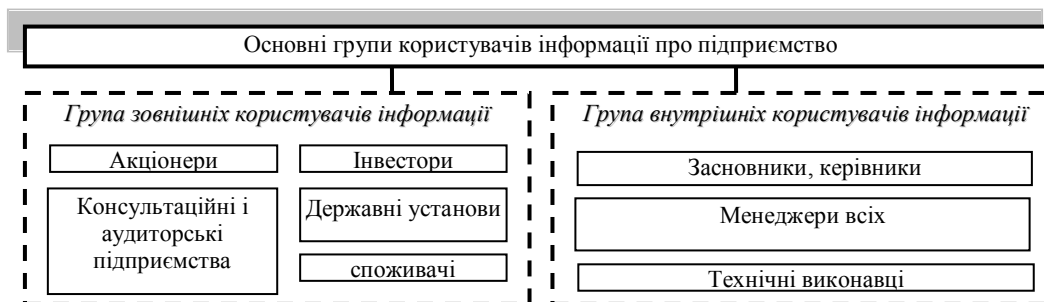 Основні групи користувачів інформації про підприємство
Група зовнішніх користувачів інформації
Акціонери
Інвестори
Консультаційні і
аудиторські
підприємства
Державні установи
споживачі
Група внутрішніх користувачів інформації
Засновники, керівники
Менеджери всіх
Технічні виконавці